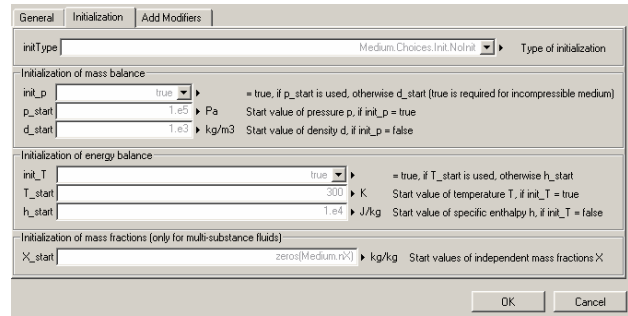 General Initialization Add Modifiers
initType Medium.Choices.Init.NoInit Type of initialization
Initialization of mass balance
init_p true = true, if p_start is used, otherwise d_start (true is required for incompressible medium)
p_start 1.e5 Pa Start value of pressure p, if init_p = true
d_start 1.e3 kg/m3 Start value of density d, if init_p = false
Initialization of energy balance
init_T true = true, if T_start is used, otherwise h_start
T_start 300 K Start value of temperature T, if init_T = true
h_start 1.e4 J/kg Start value of specific enthalpy h, if init_T = false
Initialization of mass fractions (only for multi-substance fluids)
X_start zeros(Medium.nX) kg/kg Start values of independent mass fractions X
OK Cancel